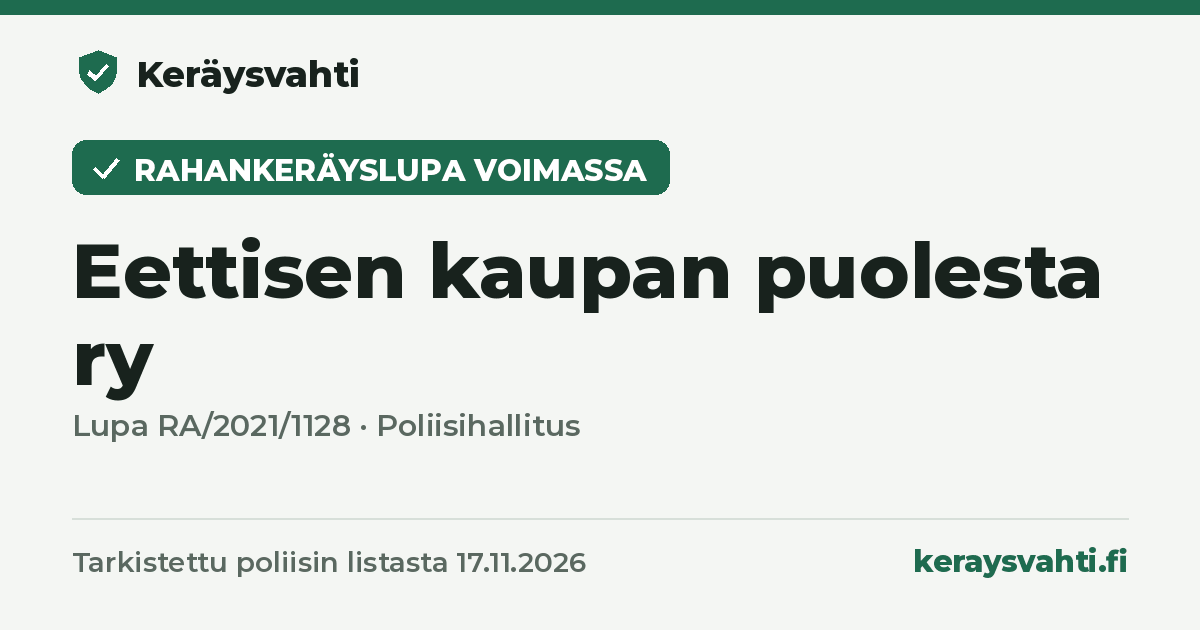 Keräysvahti
RAHANKERÄYSLUPA VOIMASSA
Eettisen kaupan puolesta
ry
Lupa RA/2021/1128 · Poliisihallitus
Tarkistettu poliisin listasta 17.11.2026
keraysvahti.fi